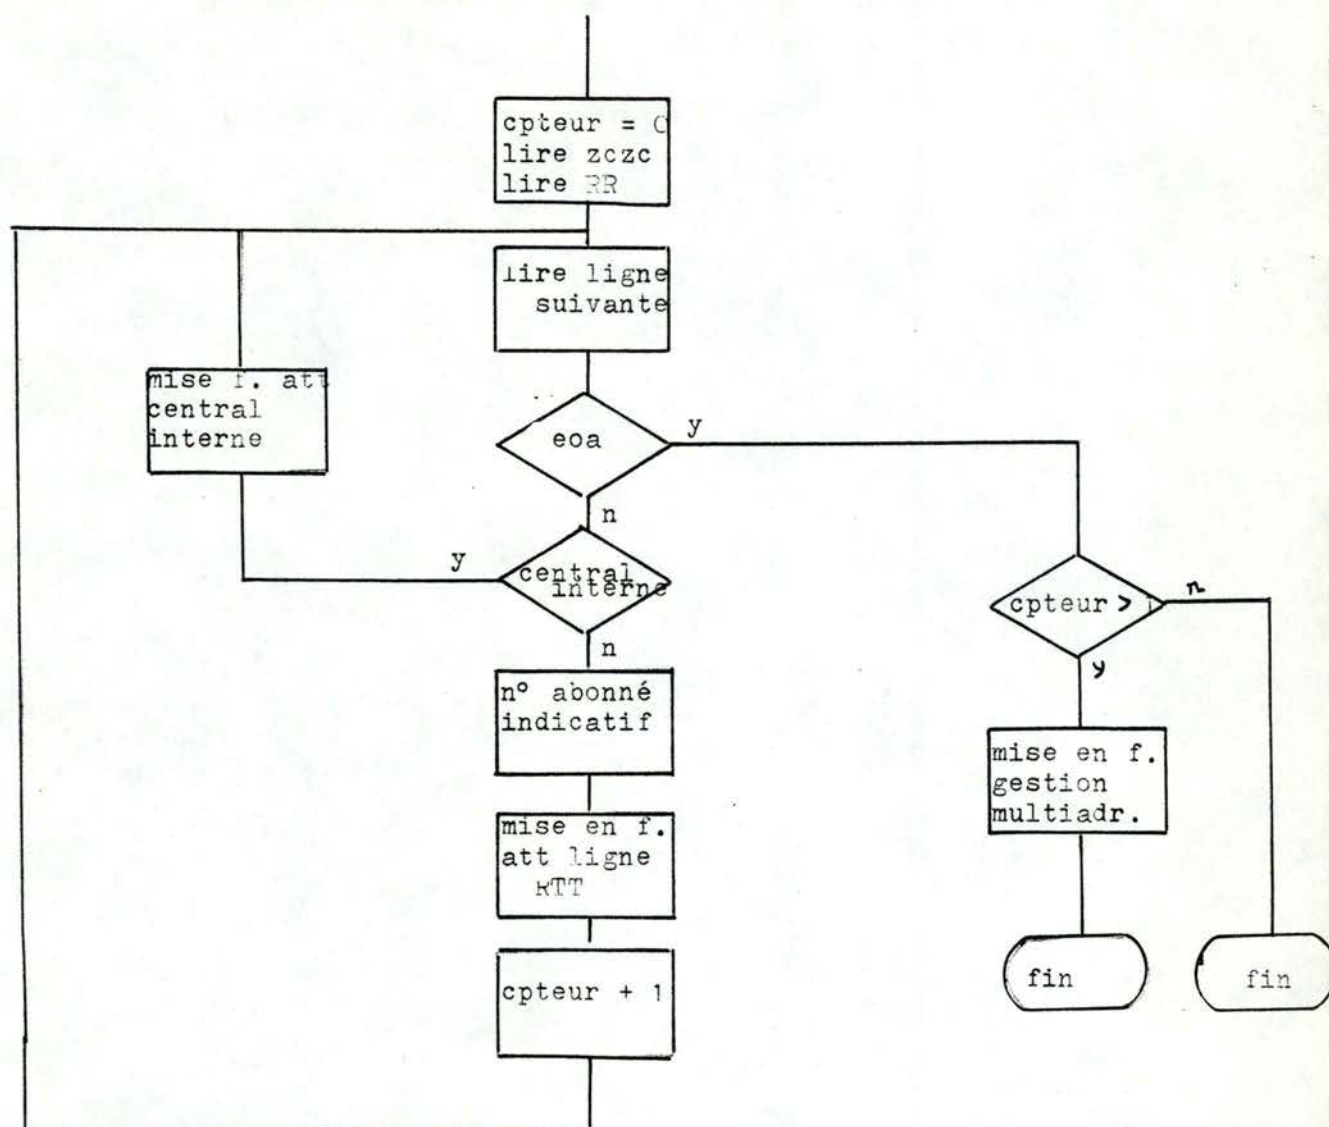 cpteur = 0
lire zczc
lire RR
lire ligne
suivante
mise f. att
central
interne
eoa
y
n
central
interne
y
n
cpteur > 1
n
y
n° abonné
indicatif
mise en f.
gestion
multiadr.
mise en f.
att ligne
RTT
cpteur + 1
fin
fin